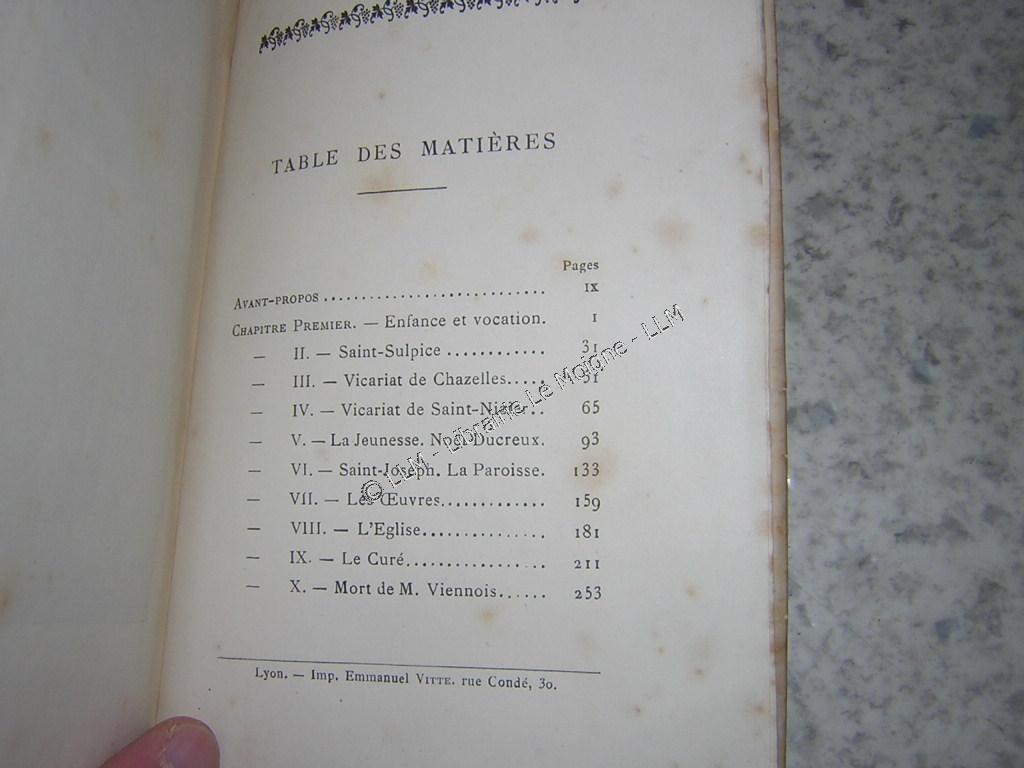 TABLE DES MATIÈRES
Pages
AVANT-PROPOS .............................. IX
CHAPITRE PREMIER. — Enfance et vocation. 1
— II. — Saint-Sulpice ............. 31
— III. — Vicariat de Chazelles.....
— IV. — Vicariat de .. 65
— V. — La Jeunesse. Noël Ducreux. 93
— VI. — Saint-Joseph. La Paroisse. 133
— VII. — Les Œuvres............. 159
— VIII. — L'Eglise................ 181
— IX. — Le Curé.................. 211
— X. — Mort de M. Viennois...... 253
Lyon. — Imp. Emmanuel VITTE. rue Condé, 30.
© LLM - Librairie Le Moigne - LLM